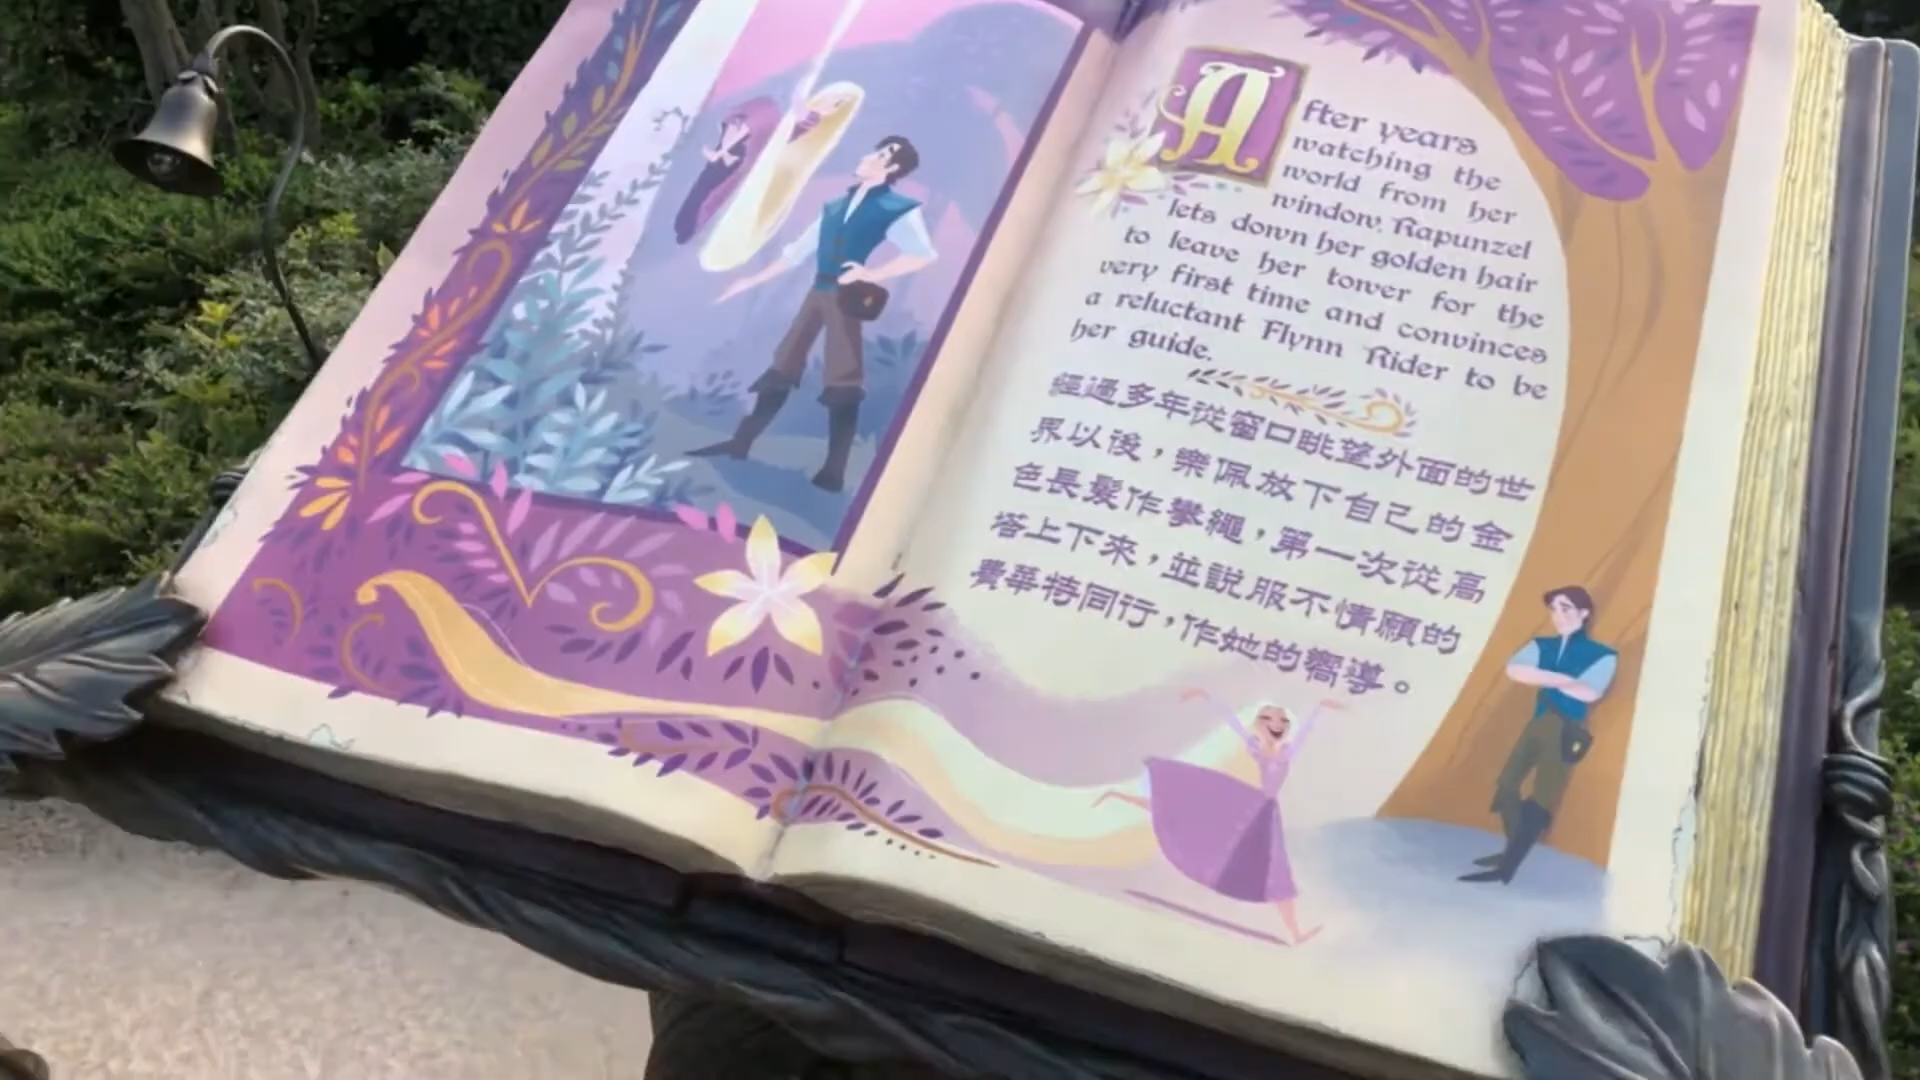 After years
watching the
world from her
window, Rapunzel
lets down her golden hair
to leave her tower for the
very first time and convinces
a reluctant Flynn Rider to be
her guide.
經過多年從窗口眺望外面的世
界以後，樂佩放下自己的金
色長髮作攀繩，第一次從高
塔上下來，並說服不情願的
費華特同行，作她的嚮導。